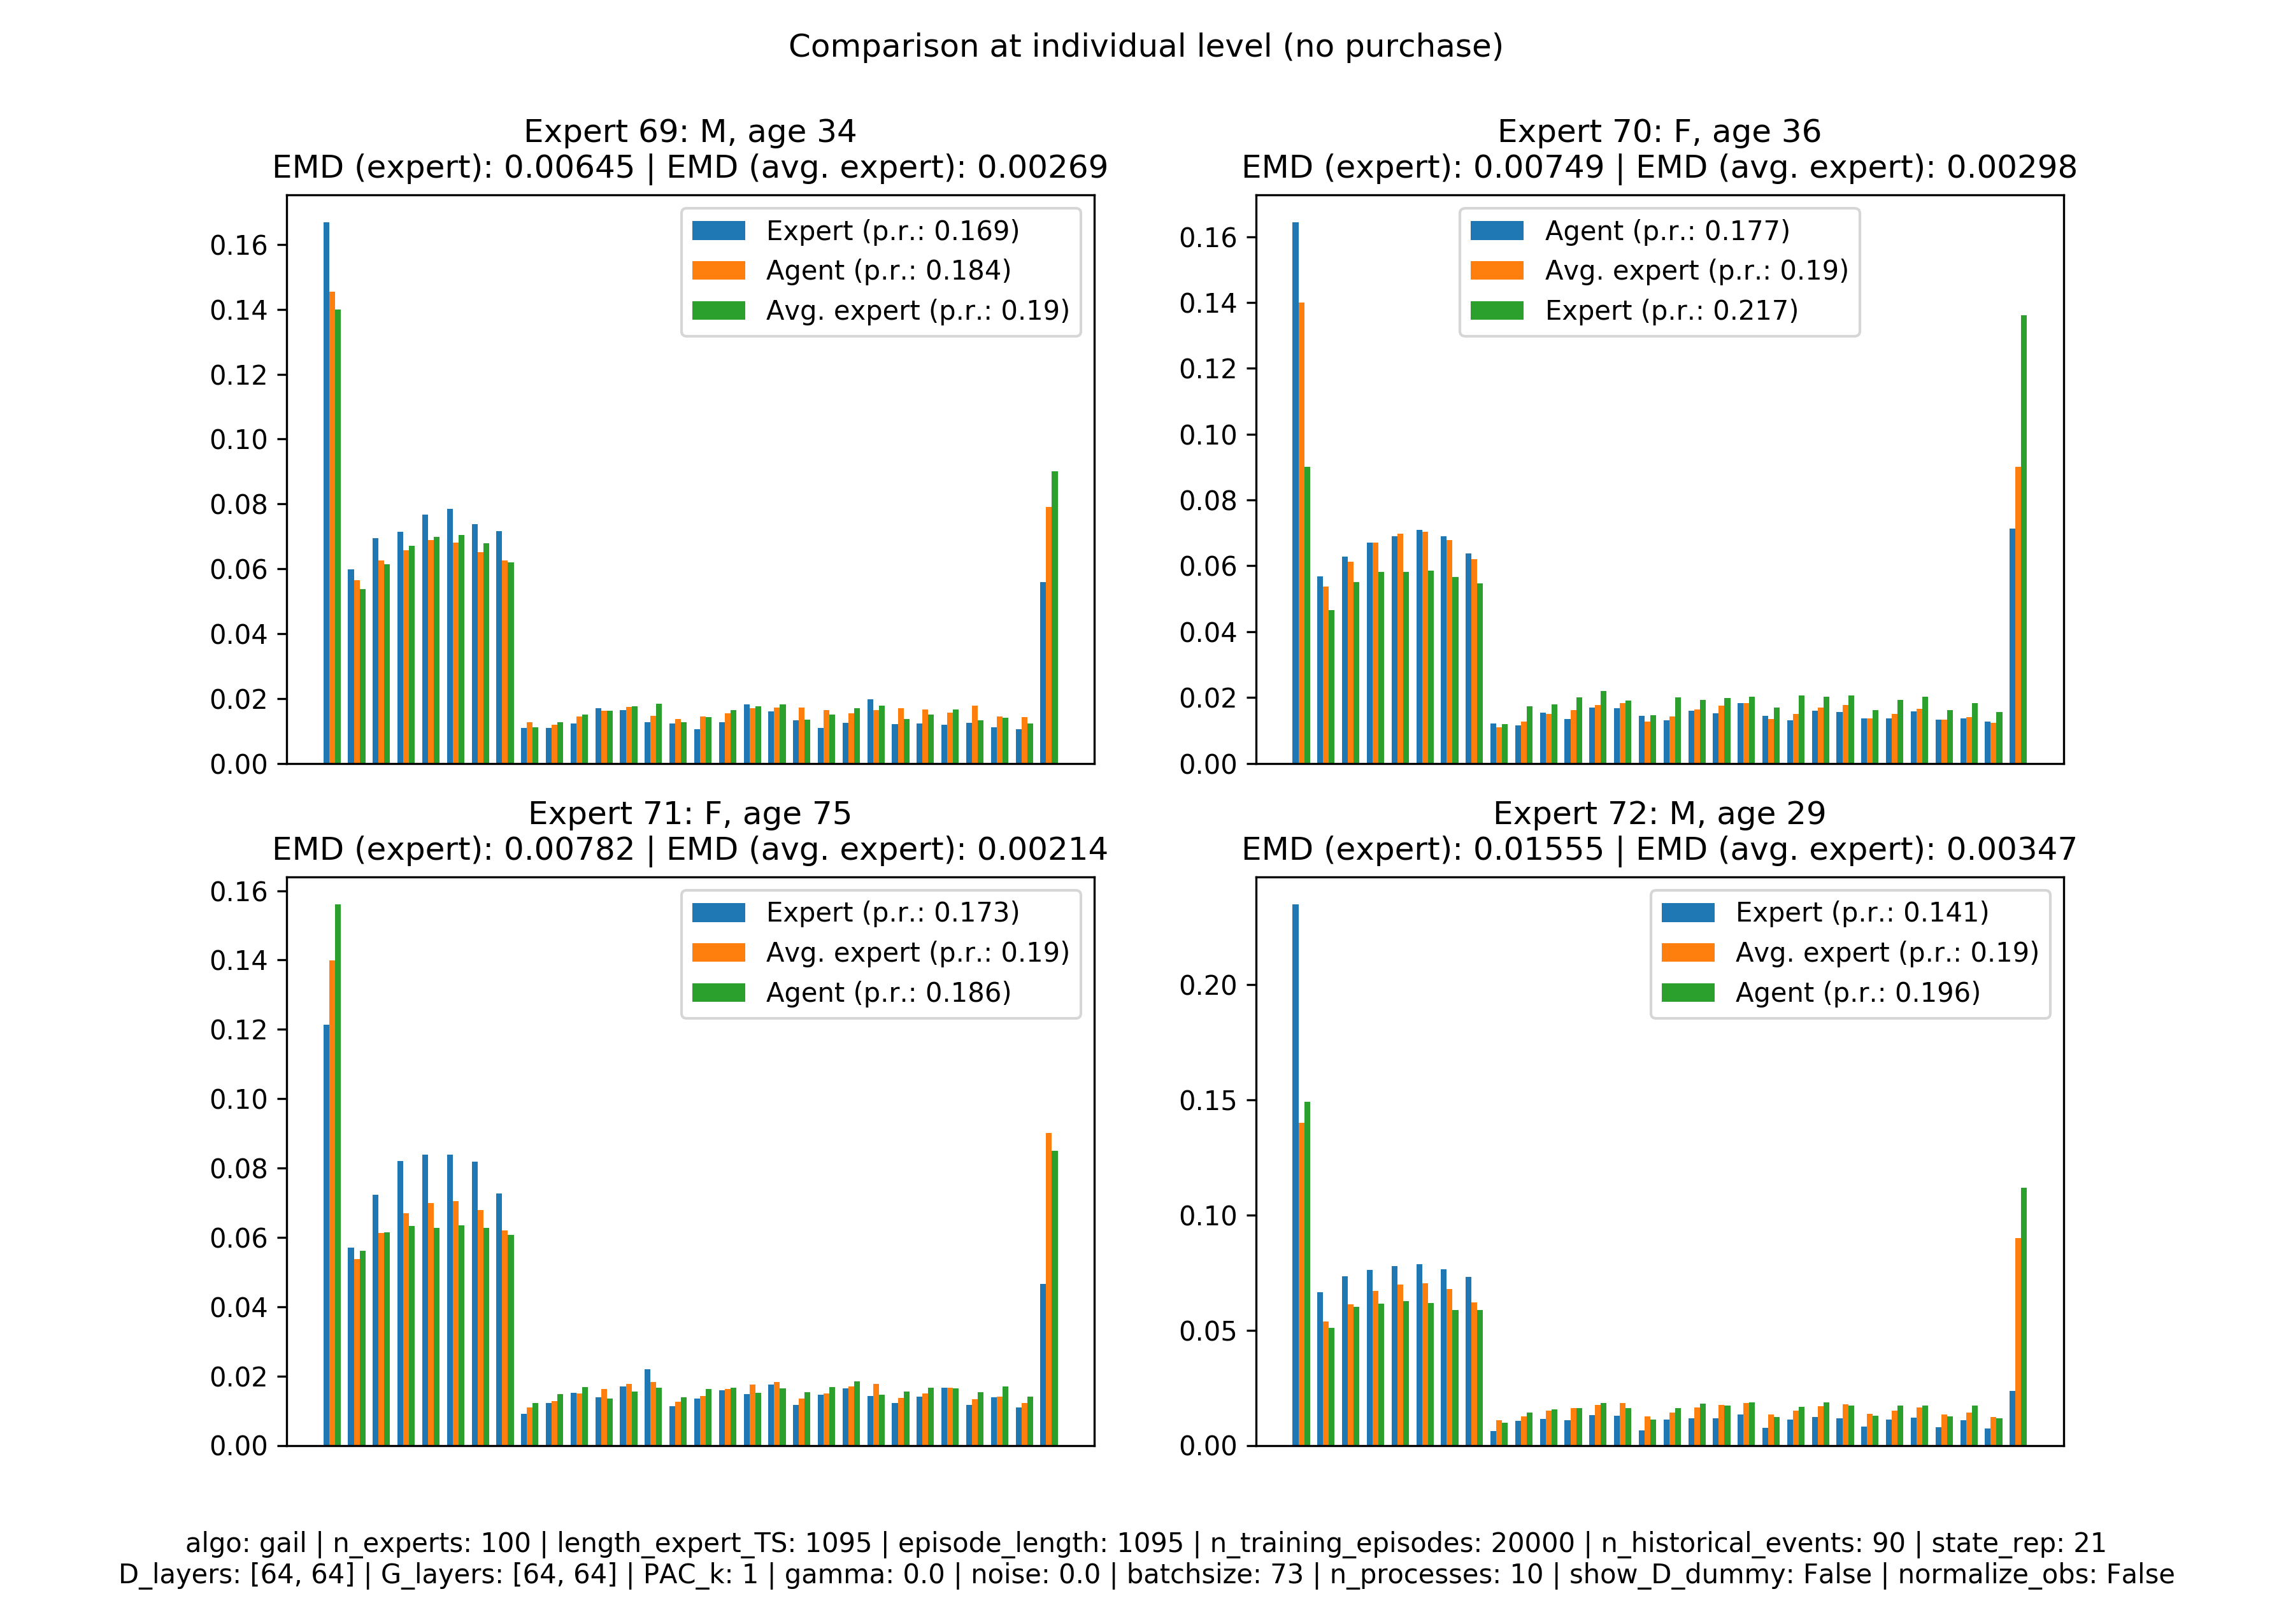 Comparison at individual level (no purchase)
Expert 69: M, age 34
EMD (expert): 0.00645 | EMD (avg. expert): 0.00269
0.16
0.14
0.12
0.10
0.08
0.06
0.04
0.02
0.00
Expert (p.r.: 0.169)
Agent (p.r.: 0.184)
Avg. expert (p.r.: 0.19)
Expert 70: F, age 36
EMD (expert): 0.00749 | EMD (avg. expert): 0.00298
0.16
0.14
0.12
0.10
0.08
0.06
0.04
0.02
0.00
Agent (p.r.: 0.177)
Avg. expert (p.r.: 0.19)
Expert (p.r.: 0.217)
Expert 71: F, age 75
EMD (expert): 0.00782 | EMD (avg. expert): 0.00214
0.16
0.14
0.12
0.10
0.08
0.06
0.04
0.02
0.00
Expert (p.r.: 0.173)
Avg. expert (p.r.: 0.19)
Agent (p.r.: 0.186)
Expert 72: M, age 29
EMD (expert): 0.01555 | EMD (avg. expert): 0.00347
0.20
0.15
0.10
0.05
0.00
Expert (p.r.: 0.141)
Avg. expert (p.r.: 0.19)
Agent (p.r.: 0.196)
algo: gail | n_experts: 100 | length_expert_TS: 1095 | episode_length: 1095 | n_training_episodes: 20000 | n_historical_events: 90 | state_rep: 21
D_layers: [64, 64] | G_layers: [64, 64] | PAC_k: 1 | gamma: 0.0 | noise: 0.0 | batchsize: 73 | n_processes: 10 | show_D_dummy: False | normalize_obs: False